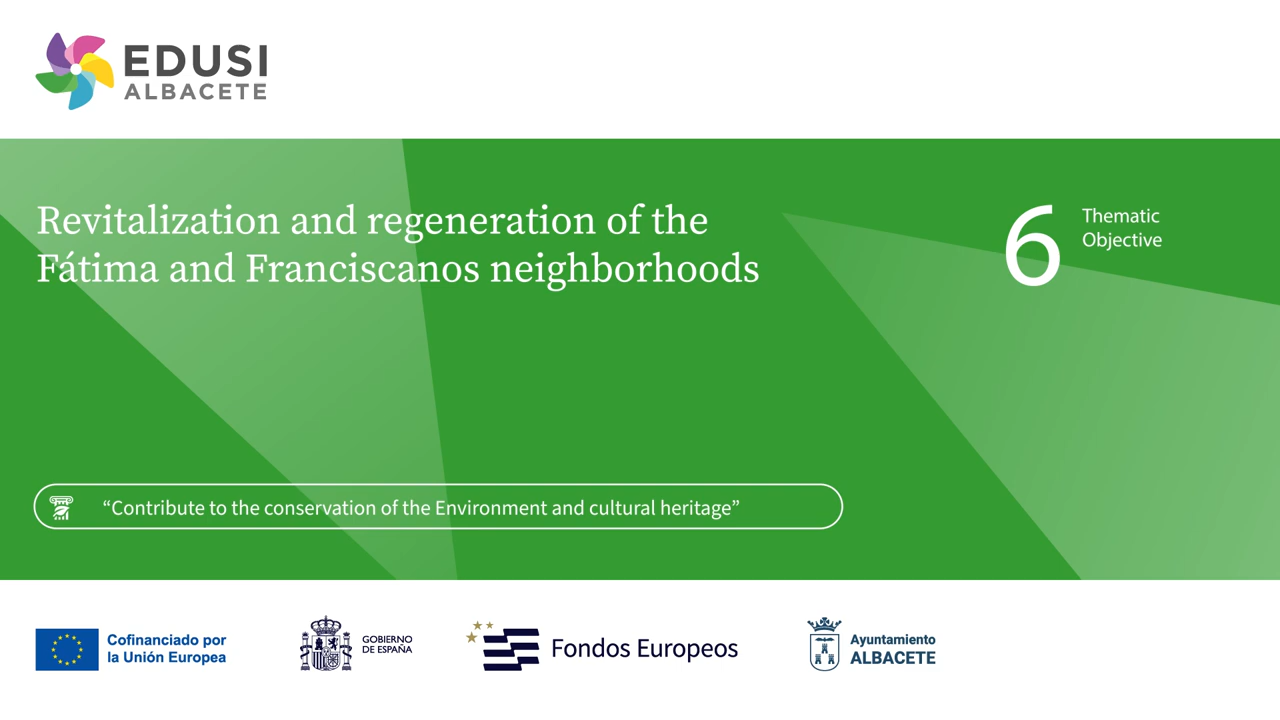 EDUSI
ALBACETE
Revitalization and regeneration of the
Fátima and Franciscanos neighborhoods
6
Thematic
Objective
“Contribute to the conservation of the Environment and cultural heritage”
Cofinanciado por
la Unión Europea
GOBIERNO
DE ESPAÑA
Fondos Europeos
Ayuntamiento
ALBACETE